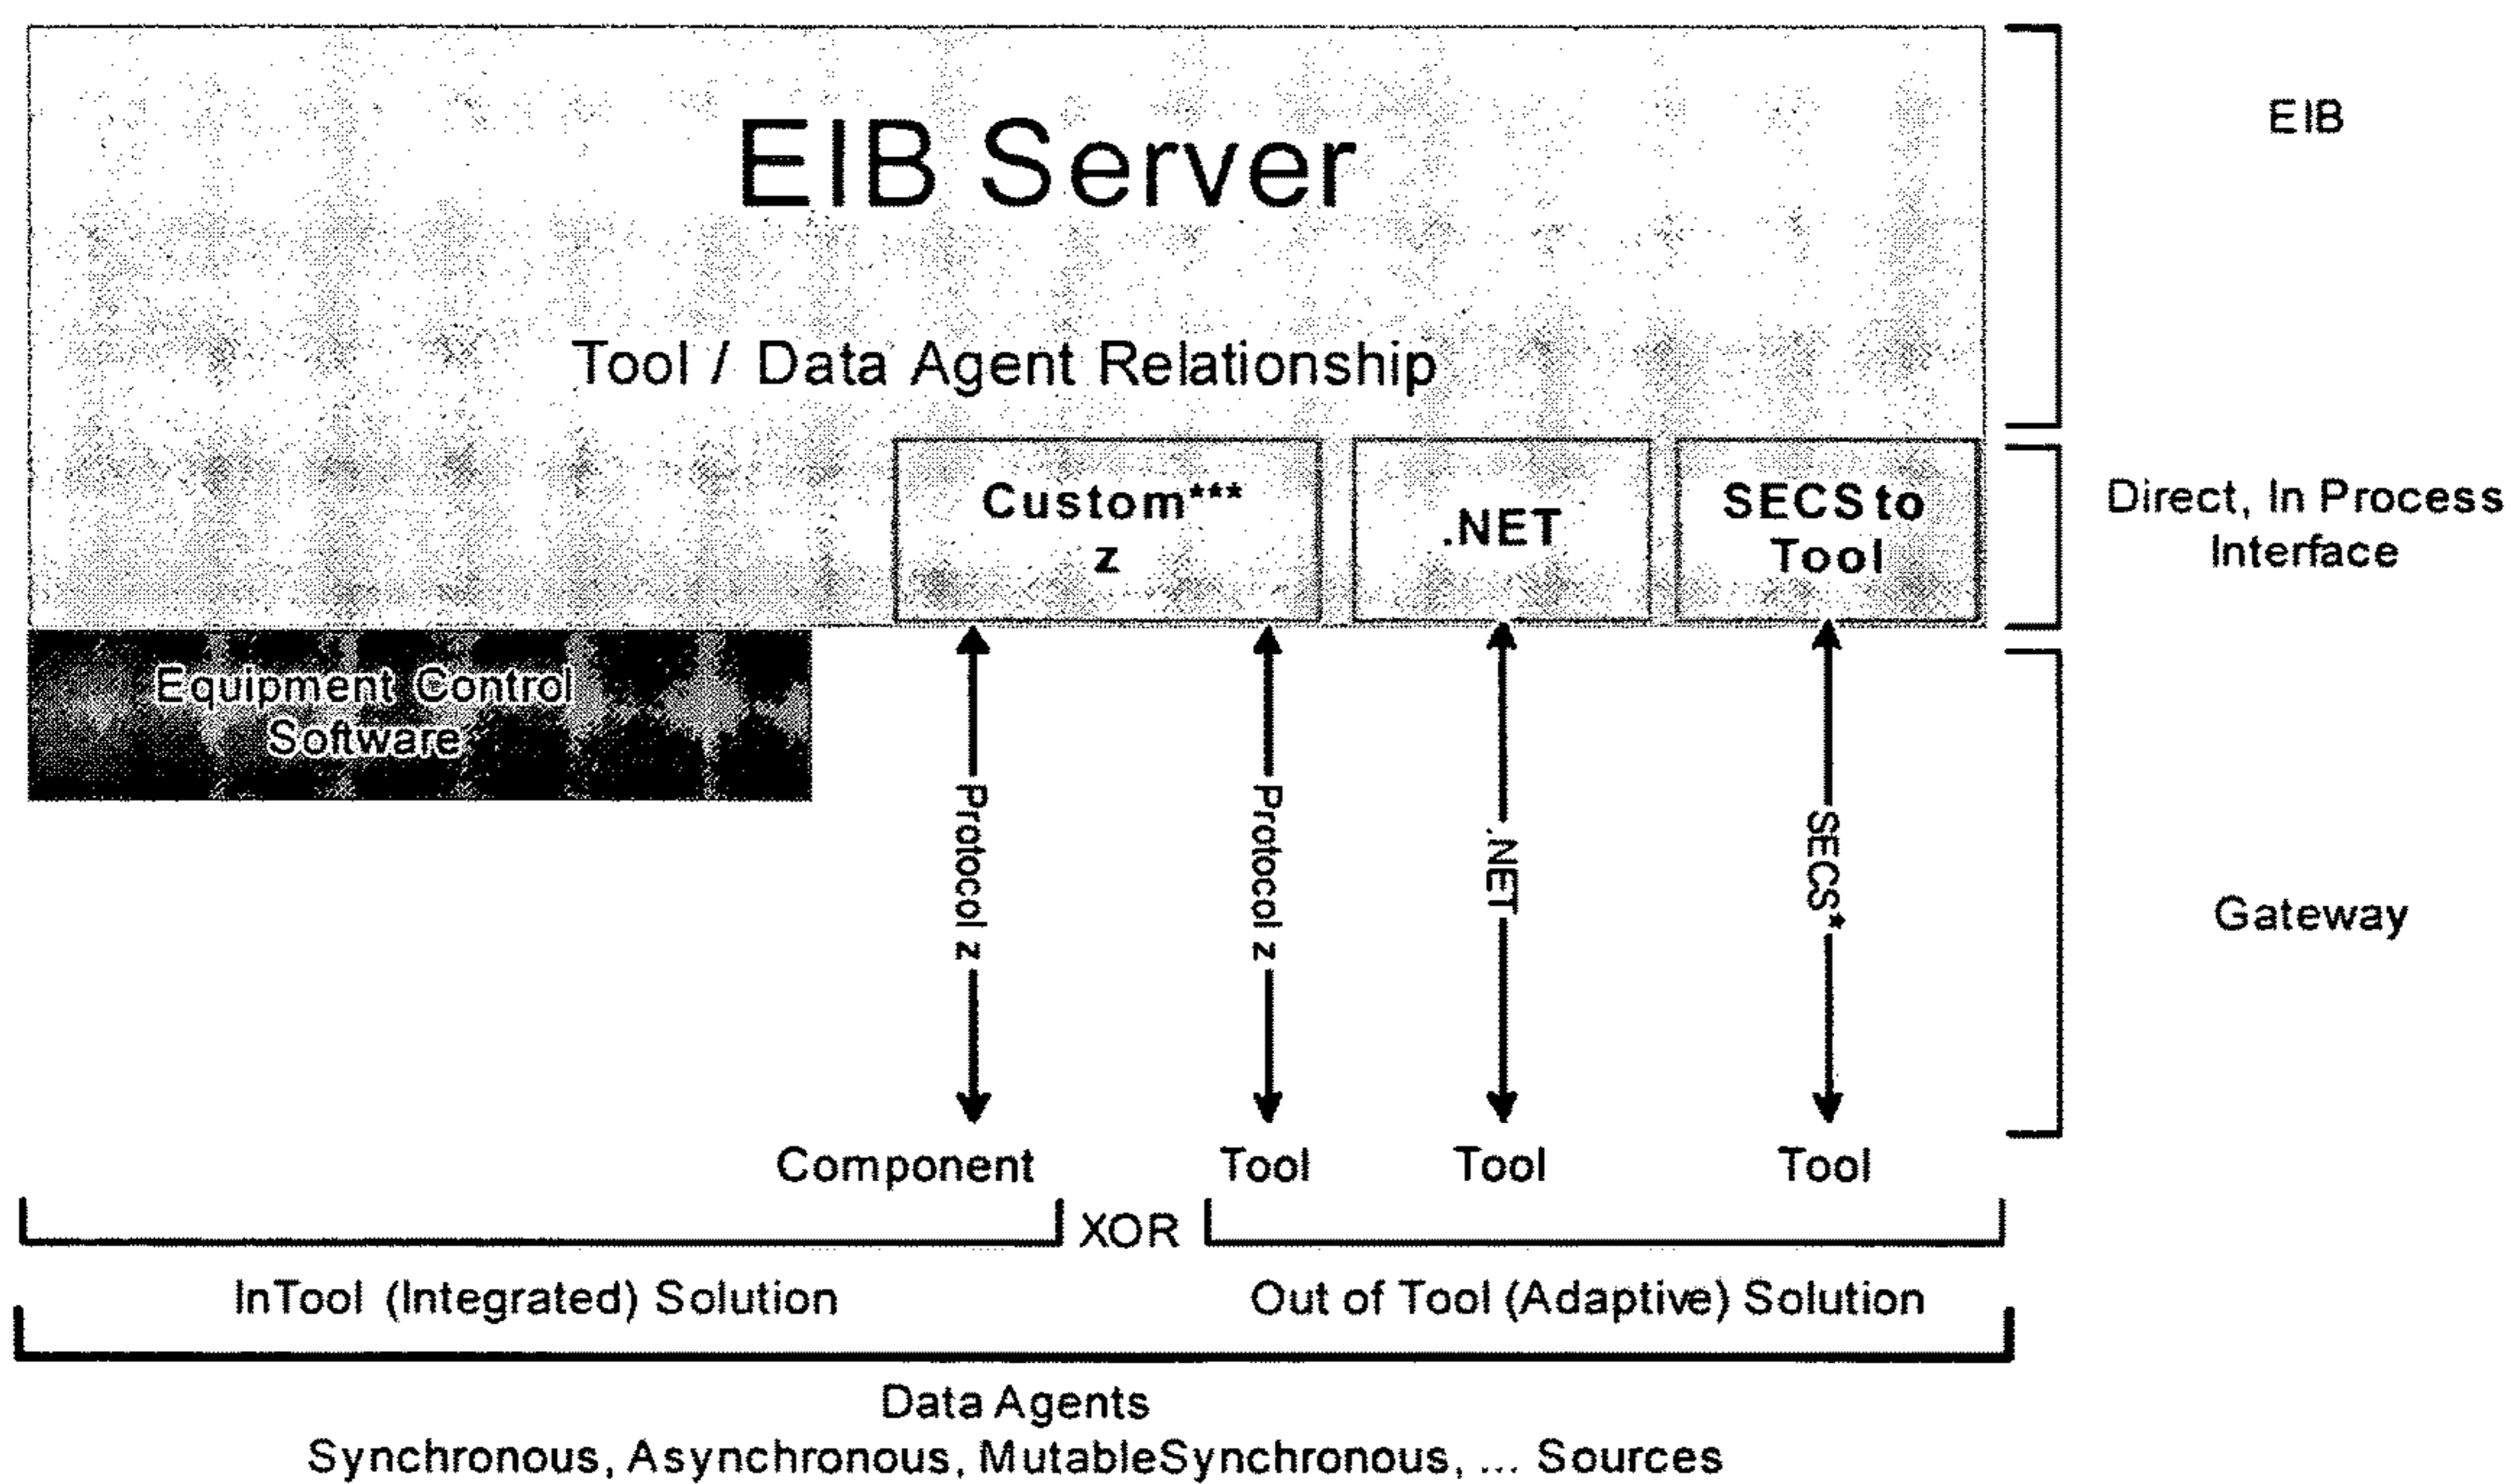 EIB Server
EIB
Tool / Data Agent Relationship
Custom***
z
.NET
SECS to
Tool
Direct, In Process
Interface
Equipment Control
Software
Protocol z
Protocol z
.NET
SECS*
Gateway
Component
Tool
Tool
Tool
XOR
InTool (Integrated) Solution
Out of Tool (Adaptive) Solution
Data Agents
Synchronous, Asynchronous, MutableSynchronous, ... Sources